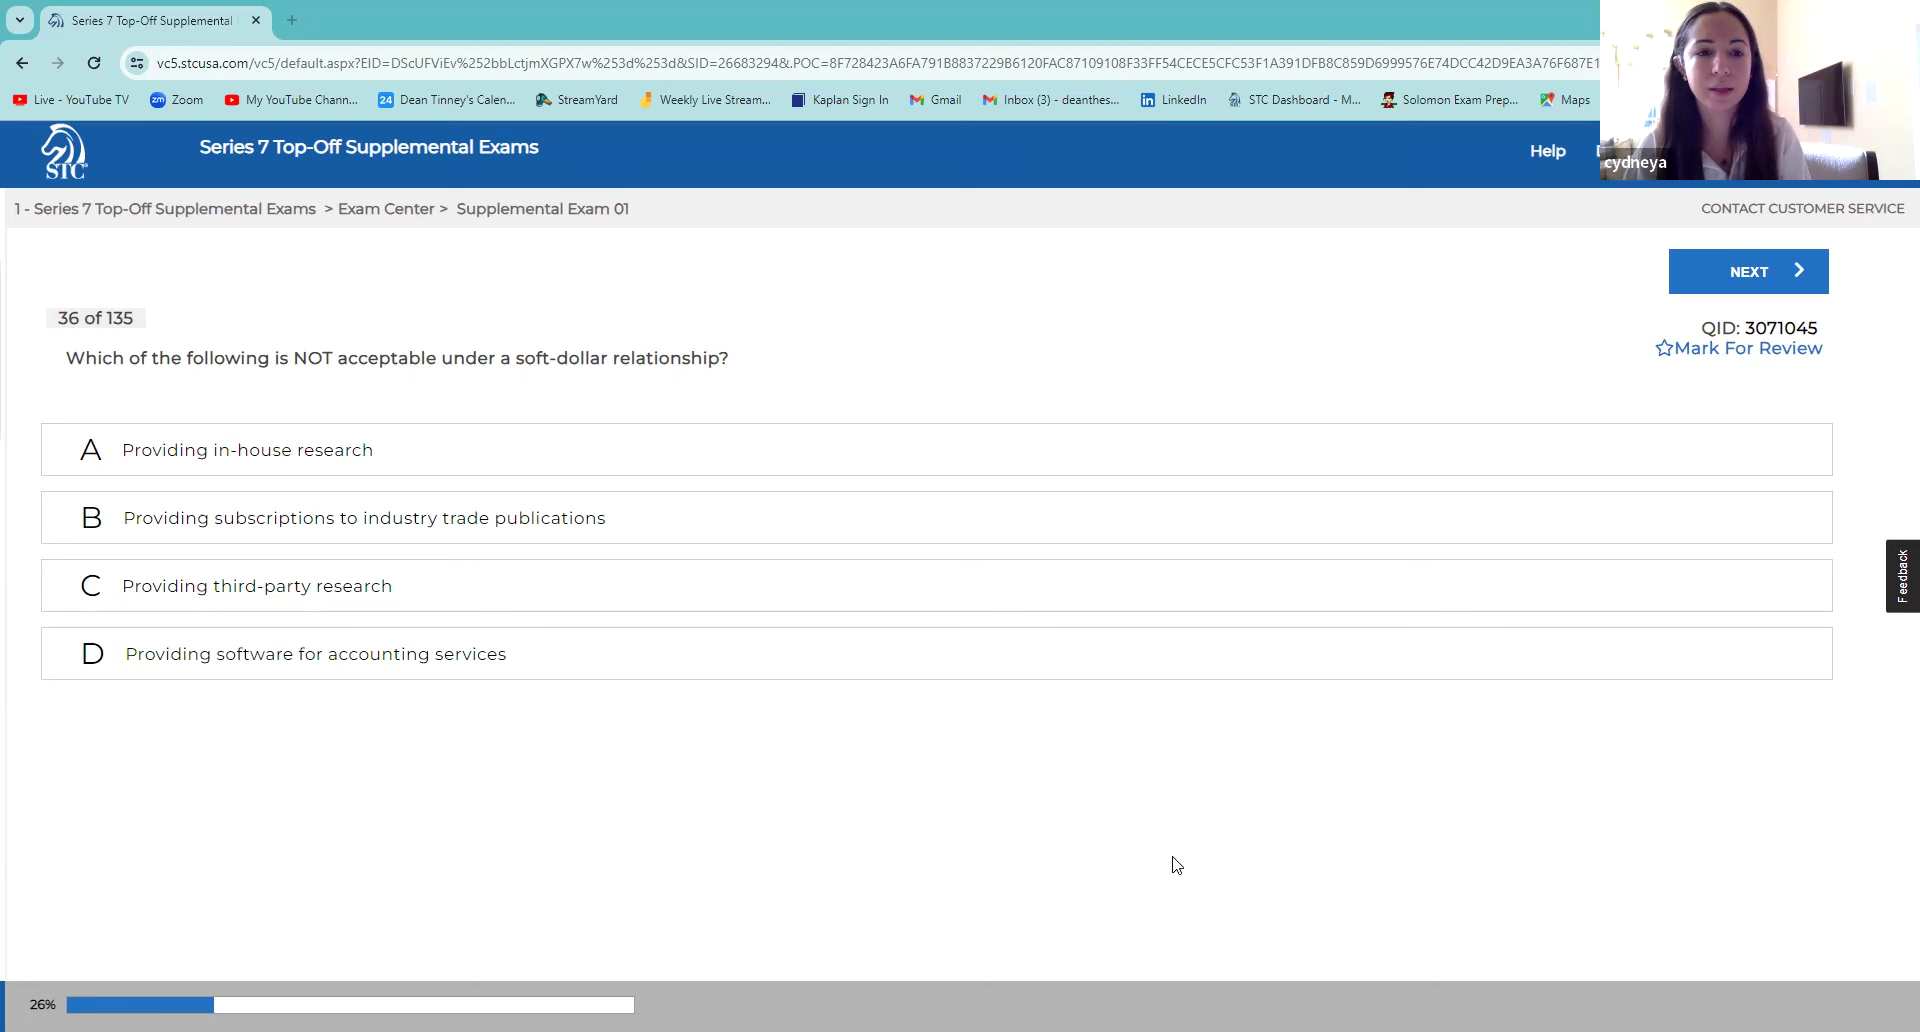 Series 7 Top-Off Supplemental
vc5.stcusa.com/vc5/default.aspx?EID=DScUFViEv%252bbLctjmXGPX7w%253d%253d&SID=26683294&.POC=8F728423A6FA791B8837229B6120FAC87109108F33FF54CECE5CFC53F1A391DFB8C859D6999576E74DCC42D9EA3A76F687E1
Live - YouTube TV
zm Zoom
My YouTube Chann...
24 Dean Tinney's Calen...
StreamYard
Weekly Live Stream...
Kaplan Sign In
Gmail
Inbox (3) - deanthes...
in LinkedIn
STC Dashboard - M...
Solomon Exam Prep...
Maps
cydneya
STC
Series 7 Top-Off Supplemental Exams
Help
1 - Series 7 Top-Off Supplemental Exams > Exam Center > Supplemental Exam 01
CONTACT CUSTOMER SERVICE
NEXT
36 of 135
QID: 3071045
Mark For Review
Which of the following is NOT acceptable under a soft-dollar relationship?
A Providing in-house research
B Providing subscriptions to industry trade publications
C Providing third-party research
D Providing software for accounting services
Feedback
26%